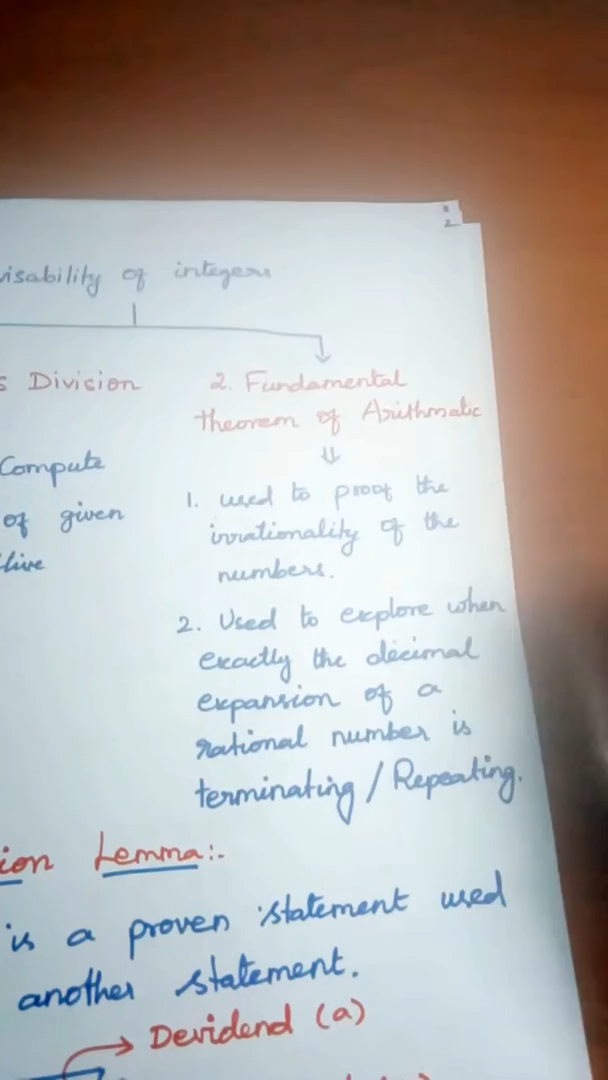 visability of integers
s Division
2. Fundamental
theorem of Arithmatic
Compute
of given
tive
1. used to proof the
irrationality of the
numbers.
2. Used to explore when
exactly the decimal
expansion of a
rational number is
terminating / Repeating.
ion Lemma:-
is a proven statement used
another statement.
Devidend (a)